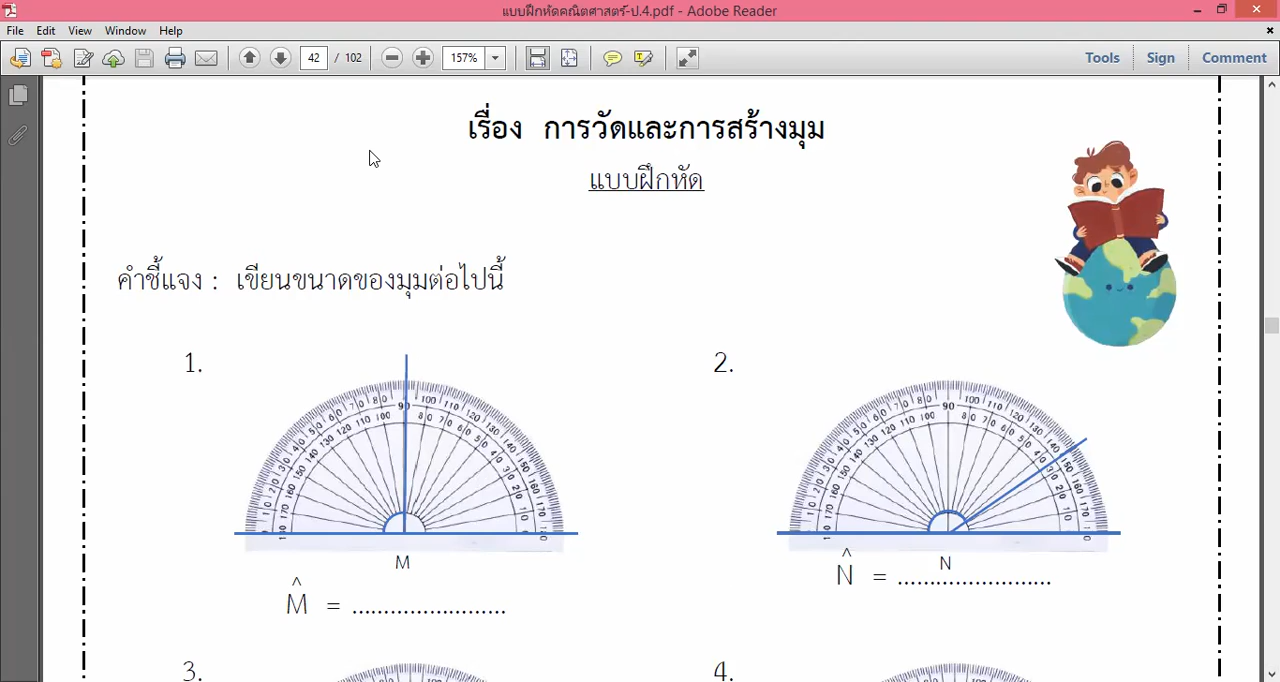 แบบฝึกหัดคณิตศาสตร์-ป.4.pdf - Adobe Reader
File Edit View Window Help
42 / 102 157% Tools Sign Comment
เรื่อง การวัดและการสร้างมุม
แบบฝึกหัด
คำชี้แจง : เขียนขนาดของมุมต่อไปนี้
1. 2.
M N
M̂ = ........................
N̂ = ........................
3. 4.